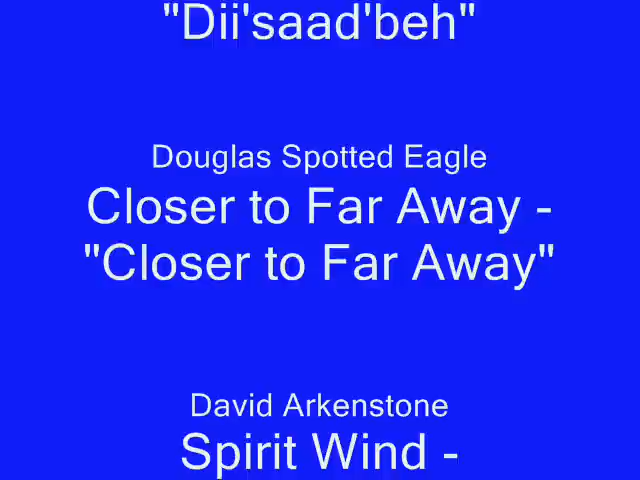 "Dii'saad'beh"
Douglas Spotted Eagle
Closer to Far Away -
"Closer to Far Away"
David Arkenstone
Spirit Wind -